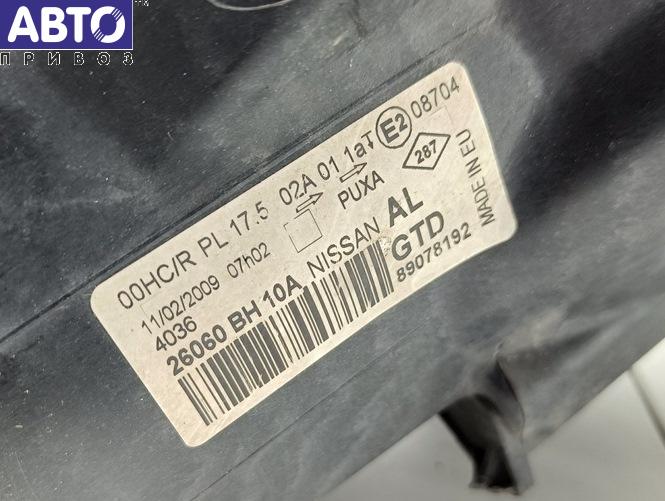 АВТО™
ПРИВОЗ
00HC/R PL 17.5 02A 01 1a E2 08704
11/02/2009 07h02 PUXA 287
4036
26060 BH 10A NISSAN AL
GTD
89078192
MADE IN EU